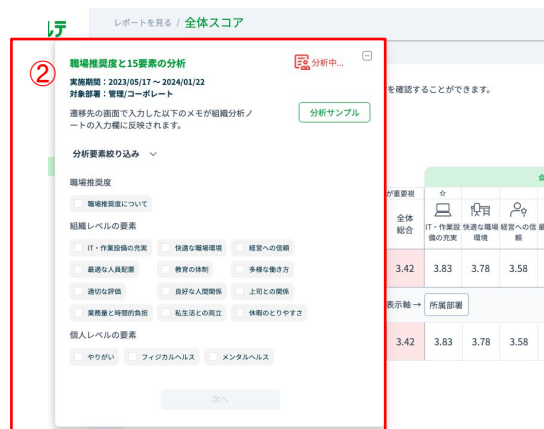 レポートを見る / 全体スコア
②
職場推奨度と15要素の分析
分析中...
実施期間：2023/05/17 ～ 2024/01/22
対象部署：管理/コーポレート
遷移先の画面で入力した以下のメモが組織分析ノ
ートの入力欄に反映されます。
分析サンプル
分析要素絞り込み
職場推奨度
職場推奨度について
組織レベルの要素
IT・作業設備の充実 快適な職場環境 経営への信頼
最適な人員配置 教育の体制 多様な働き方
適切な評価 良好な人間関係 上司との関係
業務量と時間的負担 私生活との両立 休暇のとりやすさ
個人レベルの要素
やりがい フィジカルヘルス メンタルヘルス
次へ
を確認することができます。
が重要視 ☆
全体
総合
IT・作業設
備の充実
快適な職場
環境
経営への信
頼
3.42 3.83 3.78 3.58
表示軸 → 所属部署
3.42 3.83 3.78 3.58